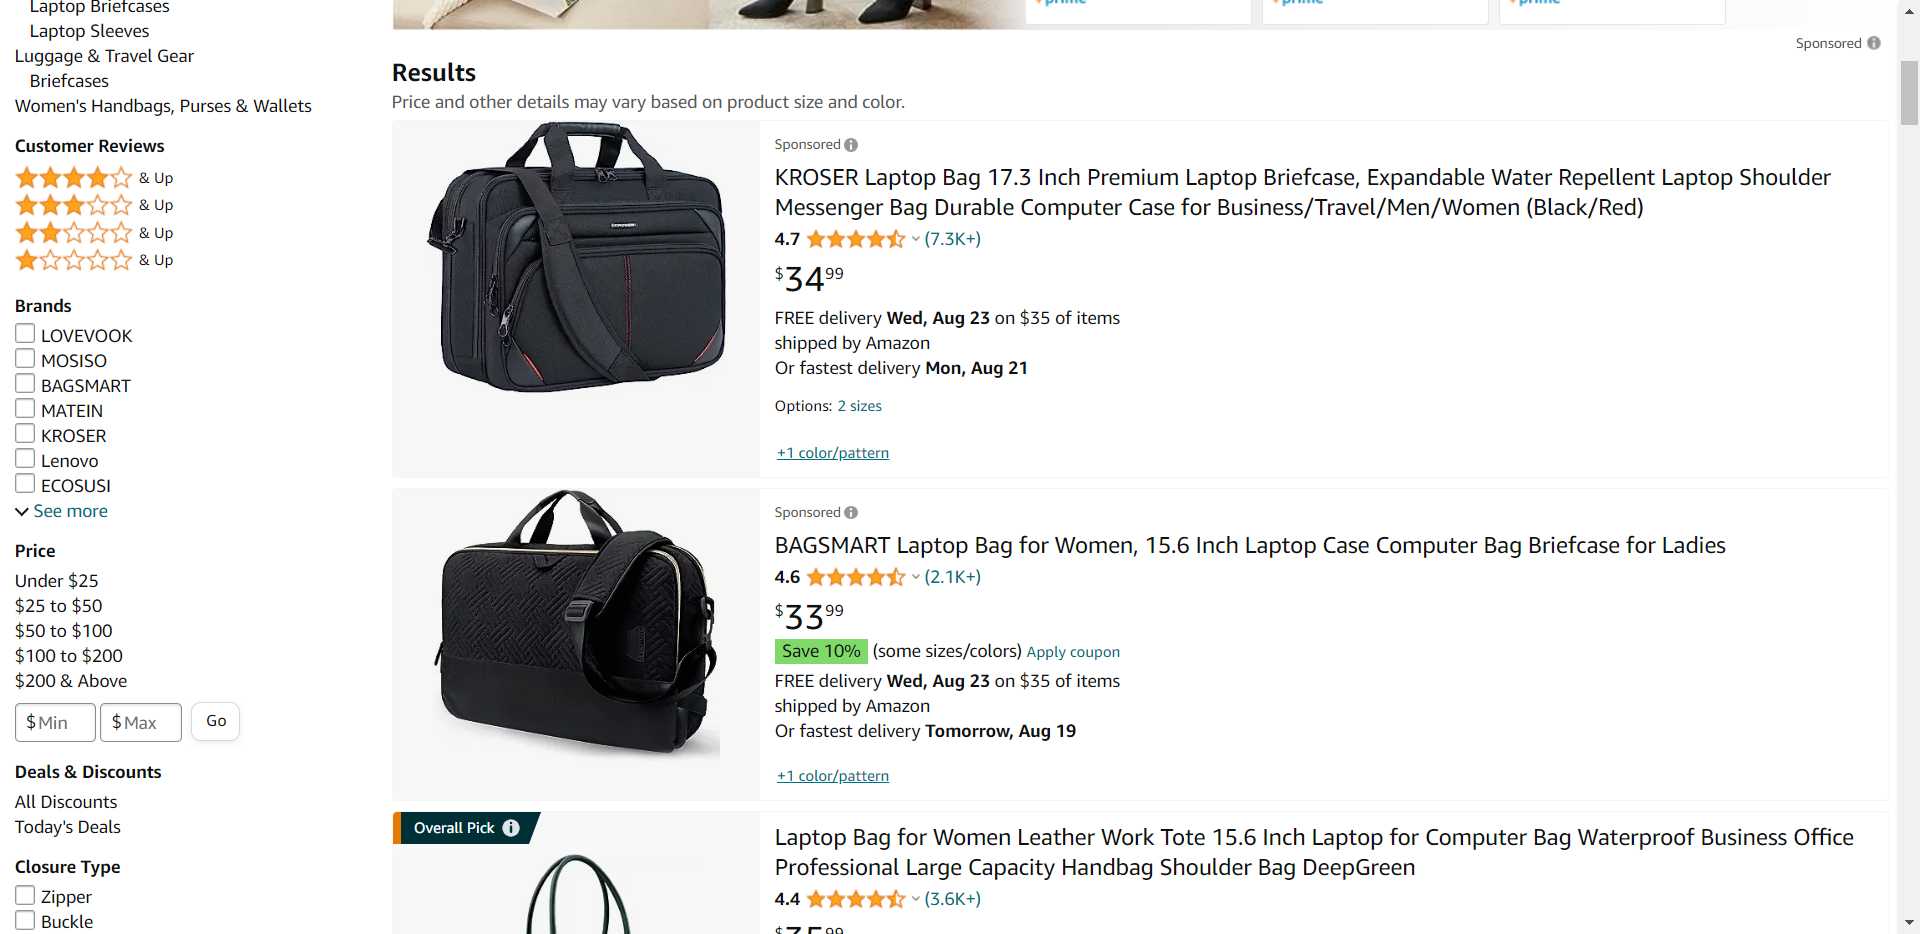 Laptop Briefcases
Laptop Sleeves
Luggage & Travel Gear
Briefcases
Women's Handbags, Purses & Wallets
Customer Reviews
& Up
& Up
& Up
& Up
Brands
LOVEVOOK
MOSISO
BAGSMART
MATEIN
KROSER
Lenovo
ECOSUSI
See more
Price
Under $25
$25 to $50
$50 to $100
$100 to $200
$200 & Above
$ Min $ Max Go
Deals & Discounts
All Discounts
Today's Deals
Closure Type
Zipper
Buckle
prime prime prime
Sponsored
Results
Price and other details may vary based on product size and color.
Sponsored
KROSER Laptop Bag 17.3 Inch Premium Laptop Briefcase, Expandable Water Repellent Laptop Shoulder
Messenger Bag Durable Computer Case for Business/Travel/Men/Women (Black/Red)
4.7 (7.3K+)
$34 99
FREE delivery Wed, Aug 23 on $35 of items
shipped by Amazon
Or fastest delivery Mon, Aug 21
Options: 2 sizes
+1 color/pattern
Sponsored
BAGSMART Laptop Bag for Women, 15.6 Inch Laptop Case Computer Bag Briefcase for Ladies
4.6 (2.1K+)
$33 99
Save 10% (some sizes/colors) Apply coupon
FREE delivery Wed, Aug 23 on $35 of items
shipped by Amazon
Or fastest delivery Tomorrow, Aug 19
+1 color/pattern
Overall Pick
Laptop Bag for Women Leather Work Tote 15.6 Inch Laptop for Computer Bag Waterproof Business Office
Professional Large Capacity Handbag Shoulder Bag DeepGreen
4.4 (3.6K+)